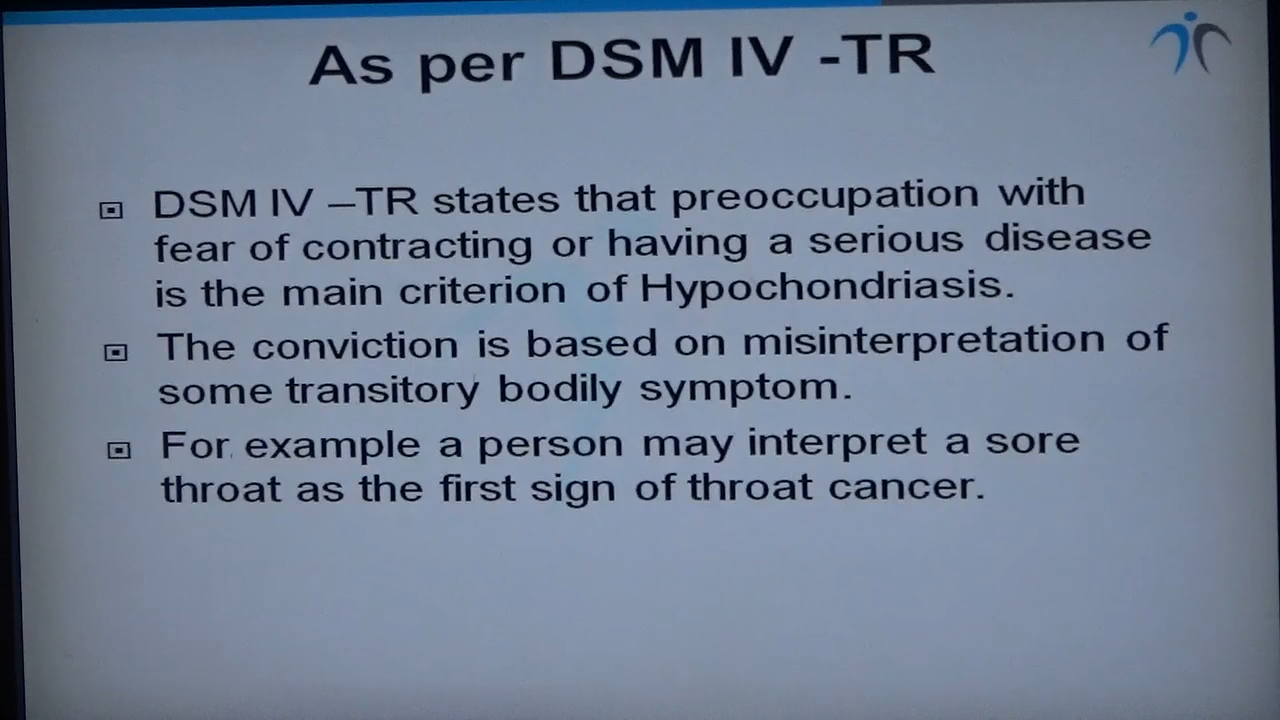 As per DSM IV -TR
DSM IV –TR states that preoccupation with
fear of contracting or having a serious disease
is the main criterion of Hypochondriasis.
The conviction is based on misinterpretation of
some transitory bodily symptom.
For example a person may interpret a sore
throat as the first sign of throat cancer.